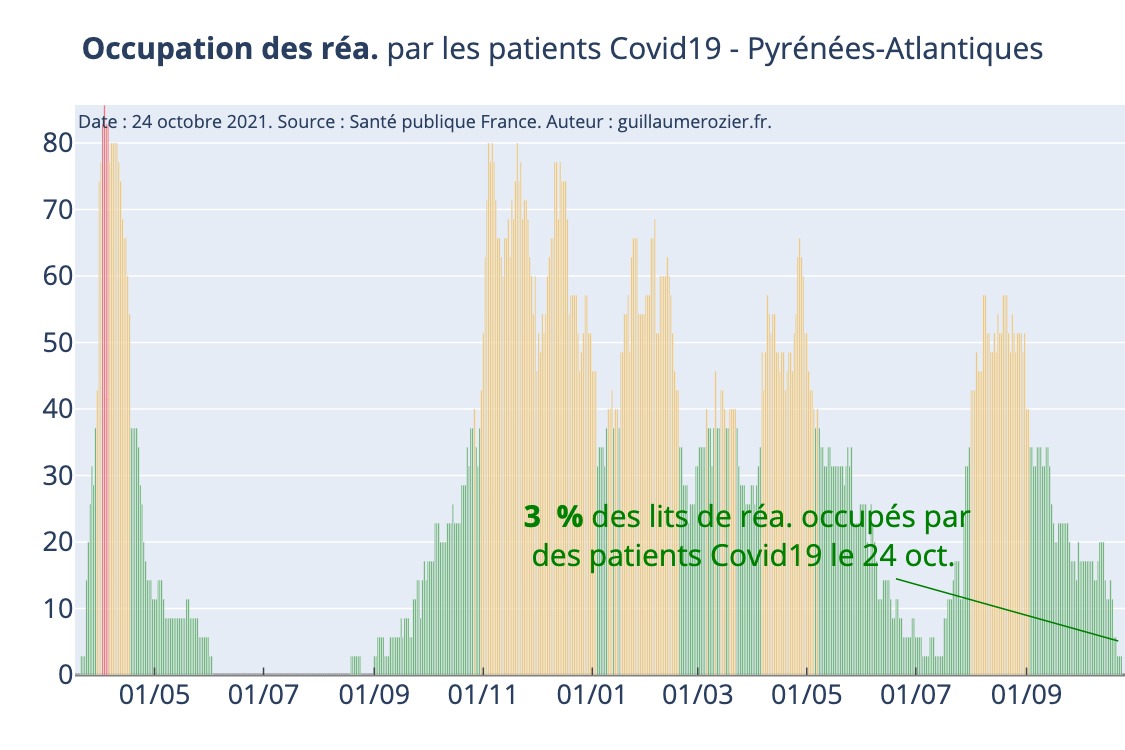 Occupation des réa. par les patients Covid19 - Pyrénées-Atlantiques
Date : 24 octobre 2021. Source : Santé publique France. Auteur : guillaumerozier.fr.
80
70
60
50
40
30
20
10
0
3 % des lits de réa. occupés par
des patients Covid19 le 24 oct.
01/05 01/07 01/09 01/11 01/01 01/03 01/05 01/07 01/09